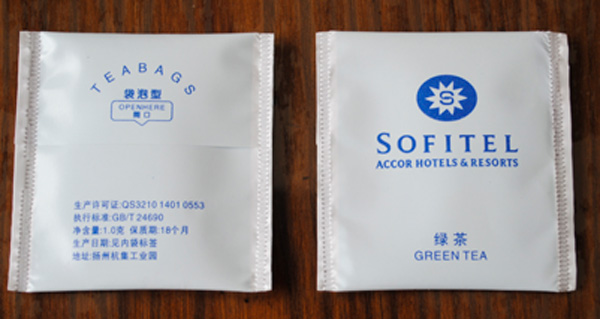 TEABAGS
袋泡型
OPENHERE
开口
生产许可证:QS3210 1401 0553
执行标准:GB/T 24690
净含量:1.0克 保质期:18个月
生产日期:见内袋标签
地址:扬州杭集工业园
S
SOFITEL
ACCOR HOTELS & RESORTS
绿茶
GREEN TEA